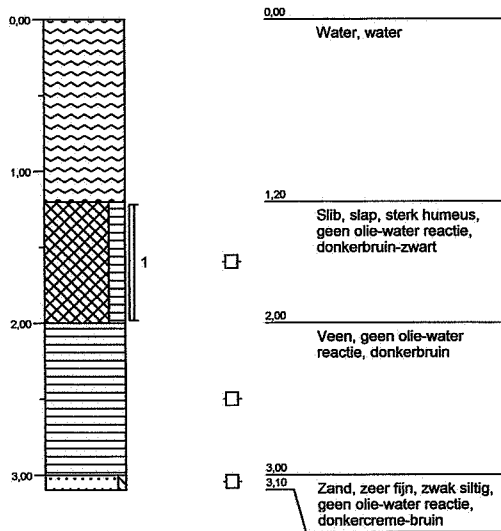 0,00
0,00
Water, water
1,00
1,20
Slib, slap, sterk humeus,
geen olie-water reactie,
donkerbruin-zwart
1
2,00
2,00
Veen, geen olie-water
reactie, donkerbruin
3,00
3,00
3,10
Zand, zeer fijn, zwak siltig,
geen olie-water reactie,
donkercreme-bruin